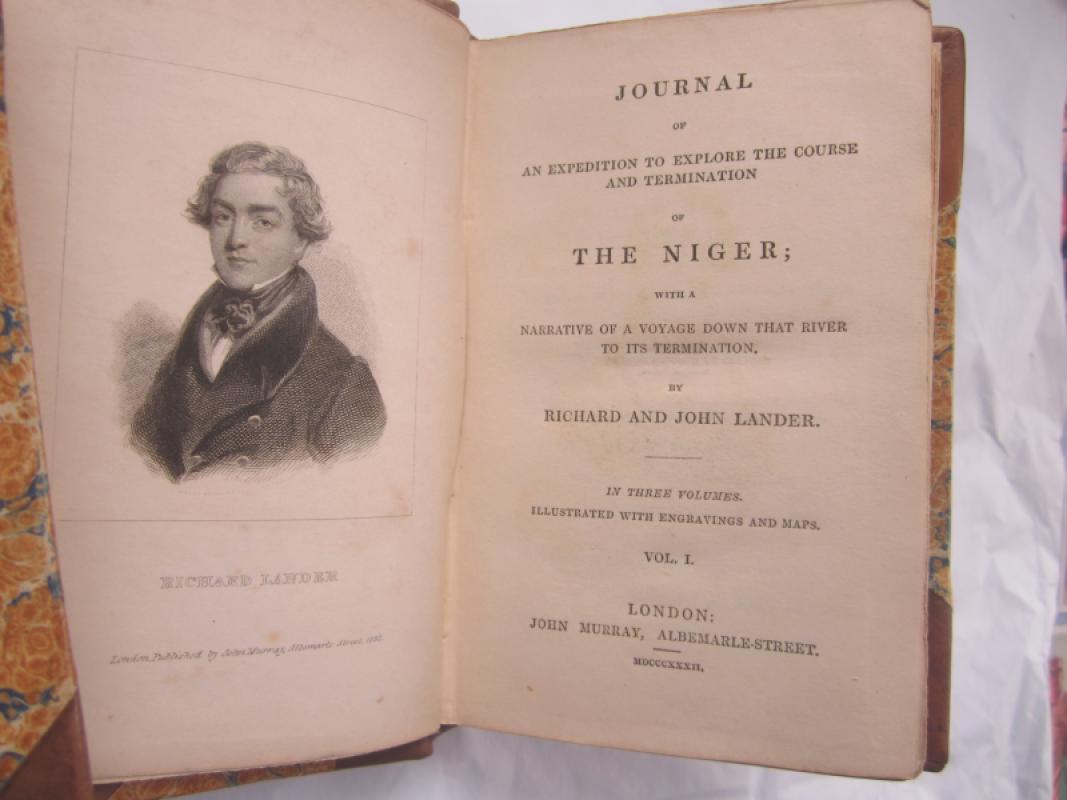 RICHARD LANDER
London, Published by John Murray, Albemarle Street, 1832.
JOURNAL
OF
AN EXPEDITION TO EXPLORE THE COURSE
AND TERMINATION
OF
THE NIGER;
WITH A
NARRATIVE OF A VOYAGE DOWN THAT RIVER
TO ITS TERMINATION.
BY
RICHARD AND JOHN LANDER.
IN THREE VOLUMES.
ILLUSTRATED WITH ENGRAVINGS AND MAPS.
VOL. I.
LONDON:
JOHN MURRAY, ALBEMARLE-STREET.
MDCCCXXXII.